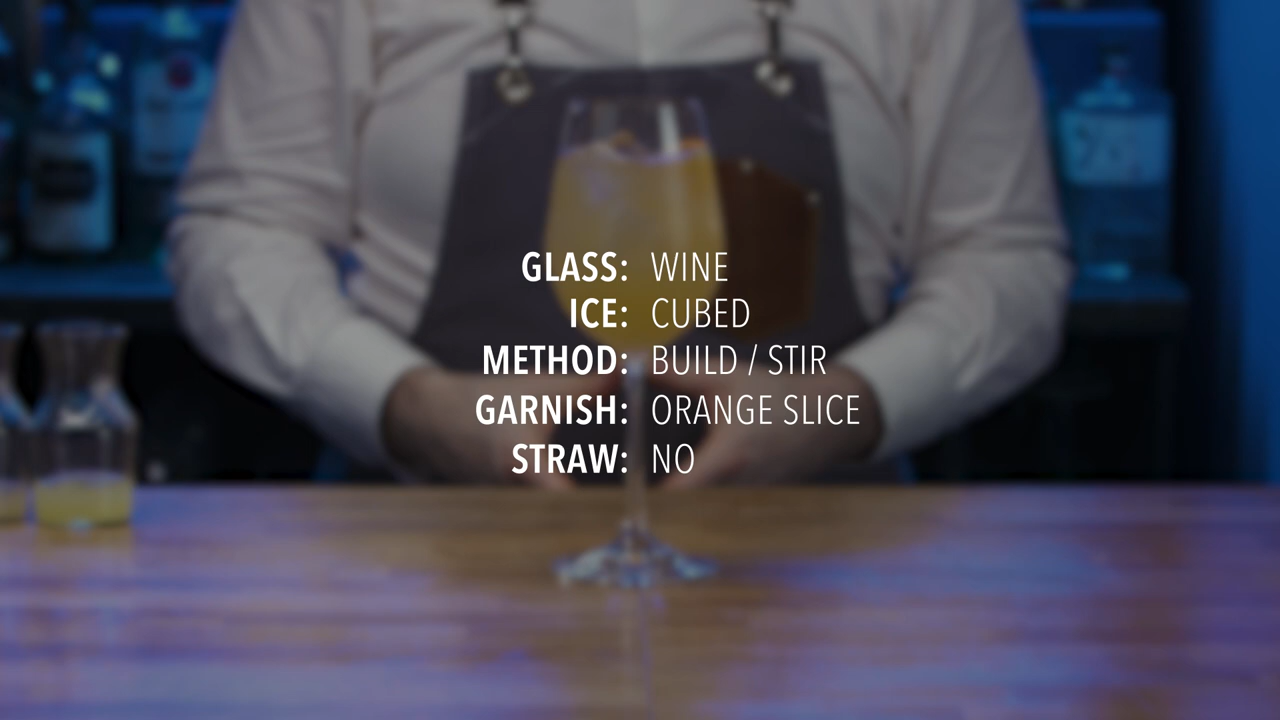 GLASS: WINE
ICE: CUBED
METHOD: BUILD / STIR
GARNISH: ORANGE SLICE
STRAW: NO